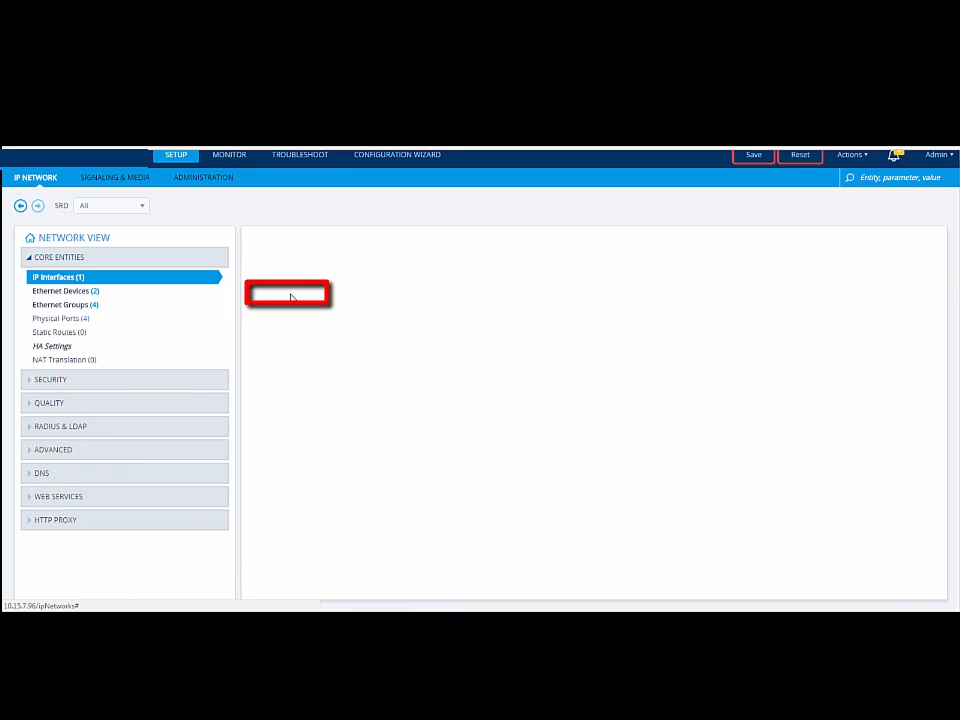 SETUP MONITOR TROUBLESHOOT CONFIGURATION WIZARD Save Reset Actions Admin
IP NETWORK SIGNALING & MEDIA ADMINISTRATION Entity, parameter, value
SRD All
NETWORK VIEW
CORE ENTITIES
IP Interfaces (1)
Ethernet Devices (2)
Ethernet Groups (4)
Physical Ports (4)
Static Routes (0)
HA Settings
NAT Translation (0)
SECURITY
QUALITY
RADIUS & LDAP
ADVANCED
DNS
WEB SERVICES
HTTP PROXY
10.15.7.96/ipNetworks#